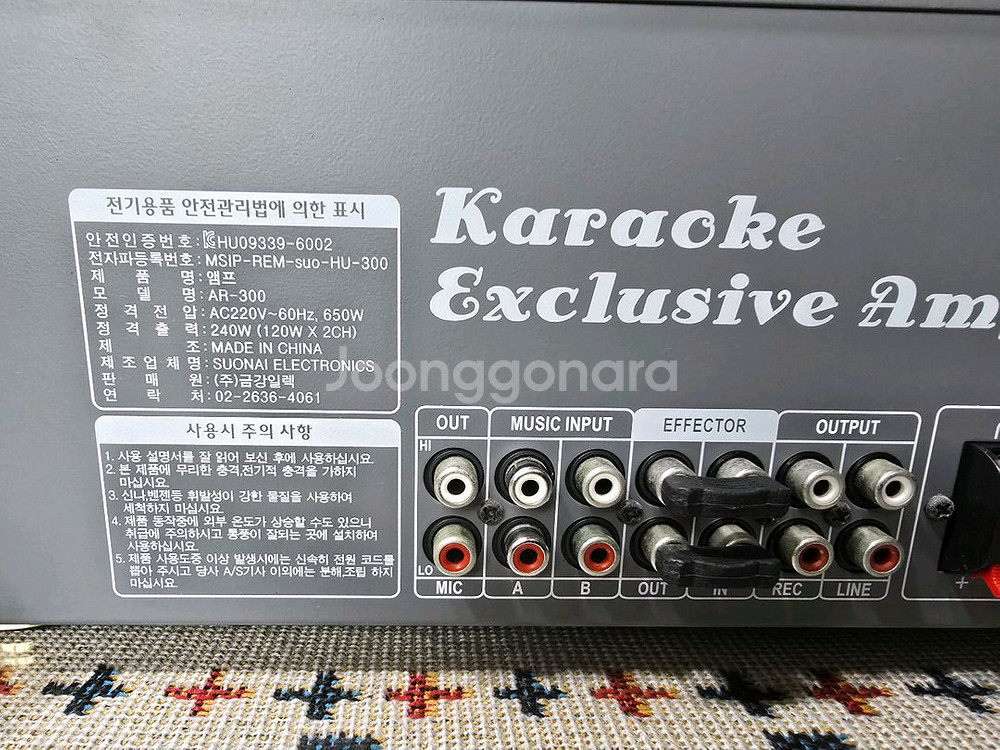 전기용품 안전관리법에 의한 표시
안전인증번호: HU09339-6002
전자파등록번호: MSIP-REM-suo-HU-300
제 품 명: 앰프
모 델 명: AR-300
정 격 전 압: AC220V~60Hz, 650W
정 격 출 력: 240W (120W X 2CH)
제 조: MADE IN CHINA
제 조 업 체 명: SUONAI ELECTRONICS
판 매 원: (주)금강일렉
연 락 처: 02-2636-4061
사용시 주의 사항
1. 사용 설명서를 잘 읽어 보신 후에 사용하십시요.
2. 본 제품에 무리한 충격,전기적 충격을 가하지
마십시요.
3. 신나,벤젠등 휘발성이 강한 물질을 사용하여
세척하지 마십시요.
4. 제품 동작중에 외부 온도가 상승할 수도 있으니
취급에 주의하시고 통풍이 잘되는 곳에 설치하여
사용하십시요.
5. 제품 사용도중 이상 발생시에는 신속히 전원 코드를
뽑아 주시고 당사 A/S기사 이외에는 분해,조립 하지
마십시요.
Karaoke
Exclusive Am
Joonggonara
OUT MUSIC INPUT EFFECTOR OUTPUT
HI
LO
MIC A B OUT IN REC LINE
+